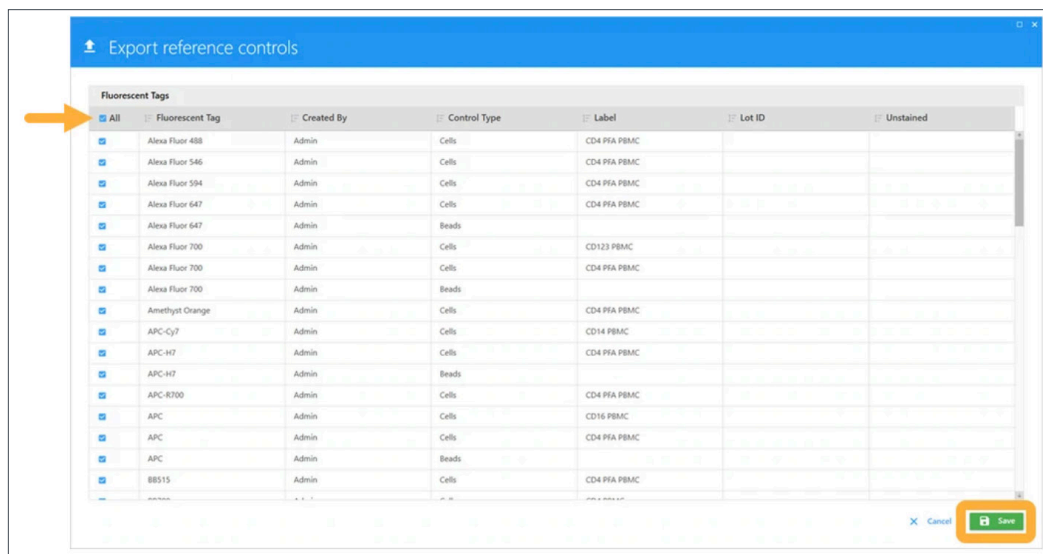 Export reference controls
Fluorescent Tags
All Fluorescent Tag Created By Control Type Label Lot ID Unstained
Alexa Fluor 488 Admin Cells CD4 PFA PBMC
Alexa Fluor 546 Admin Cells CD4 PFA PBMC
Alexa Fluor 594 Admin Cells CD4 PFA PBMC
Alexa Fluor 647 Admin Cells CD4 PFA PBMC
Alexa Fluor 647 Admin Beads
Alexa Fluor 700 Admin Cells CD123 PBMC
Alexa Fluor 700 Admin Cells CD4 PFA PBMC
Alexa Fluor 700 Admin Beads
Amethyst Orange Admin Cells CD4 PFA PBMC
APC-Cy7 Admin Cells CD14 PBMC
APC-H7 Admin Cells CD4 PFA PBMC
APC-H7 Admin Beads
APC-R700 Admin Cells CD4 PFA PBMC
APC Admin Cells CD16 PBMC
APC Admin Cells CD4 PFA PBMC
APC Admin Beads
BB515 Admin Cells CD4 PFA PBMC
Cancel Save